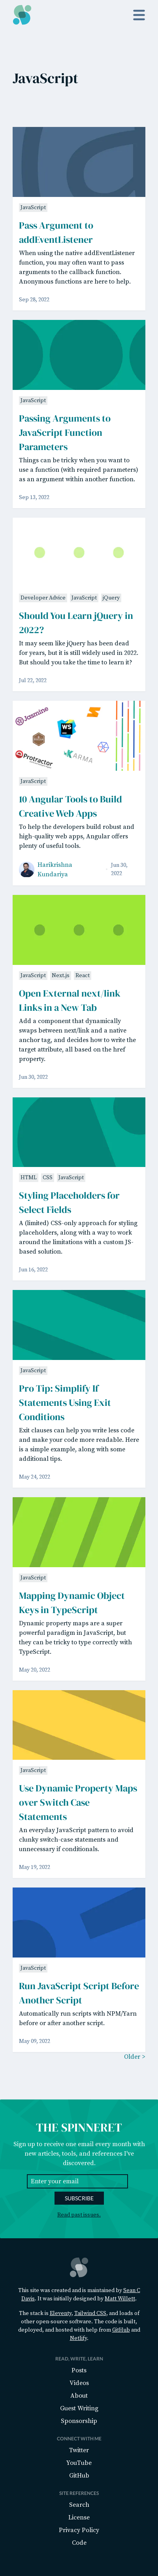 JavaScript
JavaScript
Pass Argument to
addEventListener
When using the native addEventListener
function, you may often want to pass
arguments to the callback function.
Anonymous functions are here to help.
Sep 28, 2022
JavaScript
Passing Arguments to
JavaScript Function
Parameters
Things can be tricky when you want to
use a function (with required parameters)
as an argument within another function.
Sep 12, 2022
Developer Advice JavaScript jQuery
Should You Learn jQuery in
2022?
It may seem like jQuery has been dead
for years, but it is still widely used in 2022.
But should you take the time to learn it?
Jul 22, 2022
Jasmine
WS
Protractor
KARMA
JavaScript
10 Angular Tools to Build
Creative Web Apps
To help the developers build robust and
high-quality web apps, Angular offers
plenty of useful tools.
Harikrishna
Kundariya
Jun 30,
2022
JavaScript Next.js React
Open External next/link
Links in a New Tab
Add a component that dynamically
swaps between next/link and a native
anchor tag, and decides how to write the
target attribute, all based on the href
property.
Jun 30, 2022
HTML CSS JavaScript
Styling Placeholders for
Select Fields
A (limited) CSS-only approach for styling
placeholders, along with a way to work
around the limitations with a custom JS-
based solution.
Jun 16, 2022
JavaScript
Pro Tip: Simplify If
Statements Using Exit
Conditions
Exit clauses can help you write less code
and make your code more readable. Here
is a simple example, along with some
additional tips.
May 24, 2022
JavaScript
Mapping Dynamic Object
Keys in TypeScript
Dynamic property maps are a super
powerful paradigm in JavaScript, but
they can be tricky to type correctly with
TypeScript.
May 20, 2022
JavaScript
Use Dynamic Property Maps
over Switch Case
Statements
An everyday JavaScript pattern to avoid
clunky switch-case statements and
unnecessary if conditionals.
May 19, 2022
JavaScript
Run JavaScript Script Before
Another Script
Automatically run scripts with NPM/Yarn
before or after another script.
May 09, 2022
Older >
THE SPINNERET
Sign up to receive one email every month with
new articles, tools, and references I've
discovered.
Enter your email
SUBSCRIBE
Read past issues.
This site was created and is maintained by Sean C
Davis. It was initially designed by Matt Willett.
The stack is Eleventy, Tailwind CSS, and loads of
other open source software. The code is built,
deployed, and hosted with help from GitHub and
Netlify.
READ, WRITE, LEARN
Posts
Videos
About
Guest Writing
Sponsorship
CONNECT WITH ME
Twitter
YouTube
GitHub
SITE REFERENCES
Search
License
Privacy Policy
Code